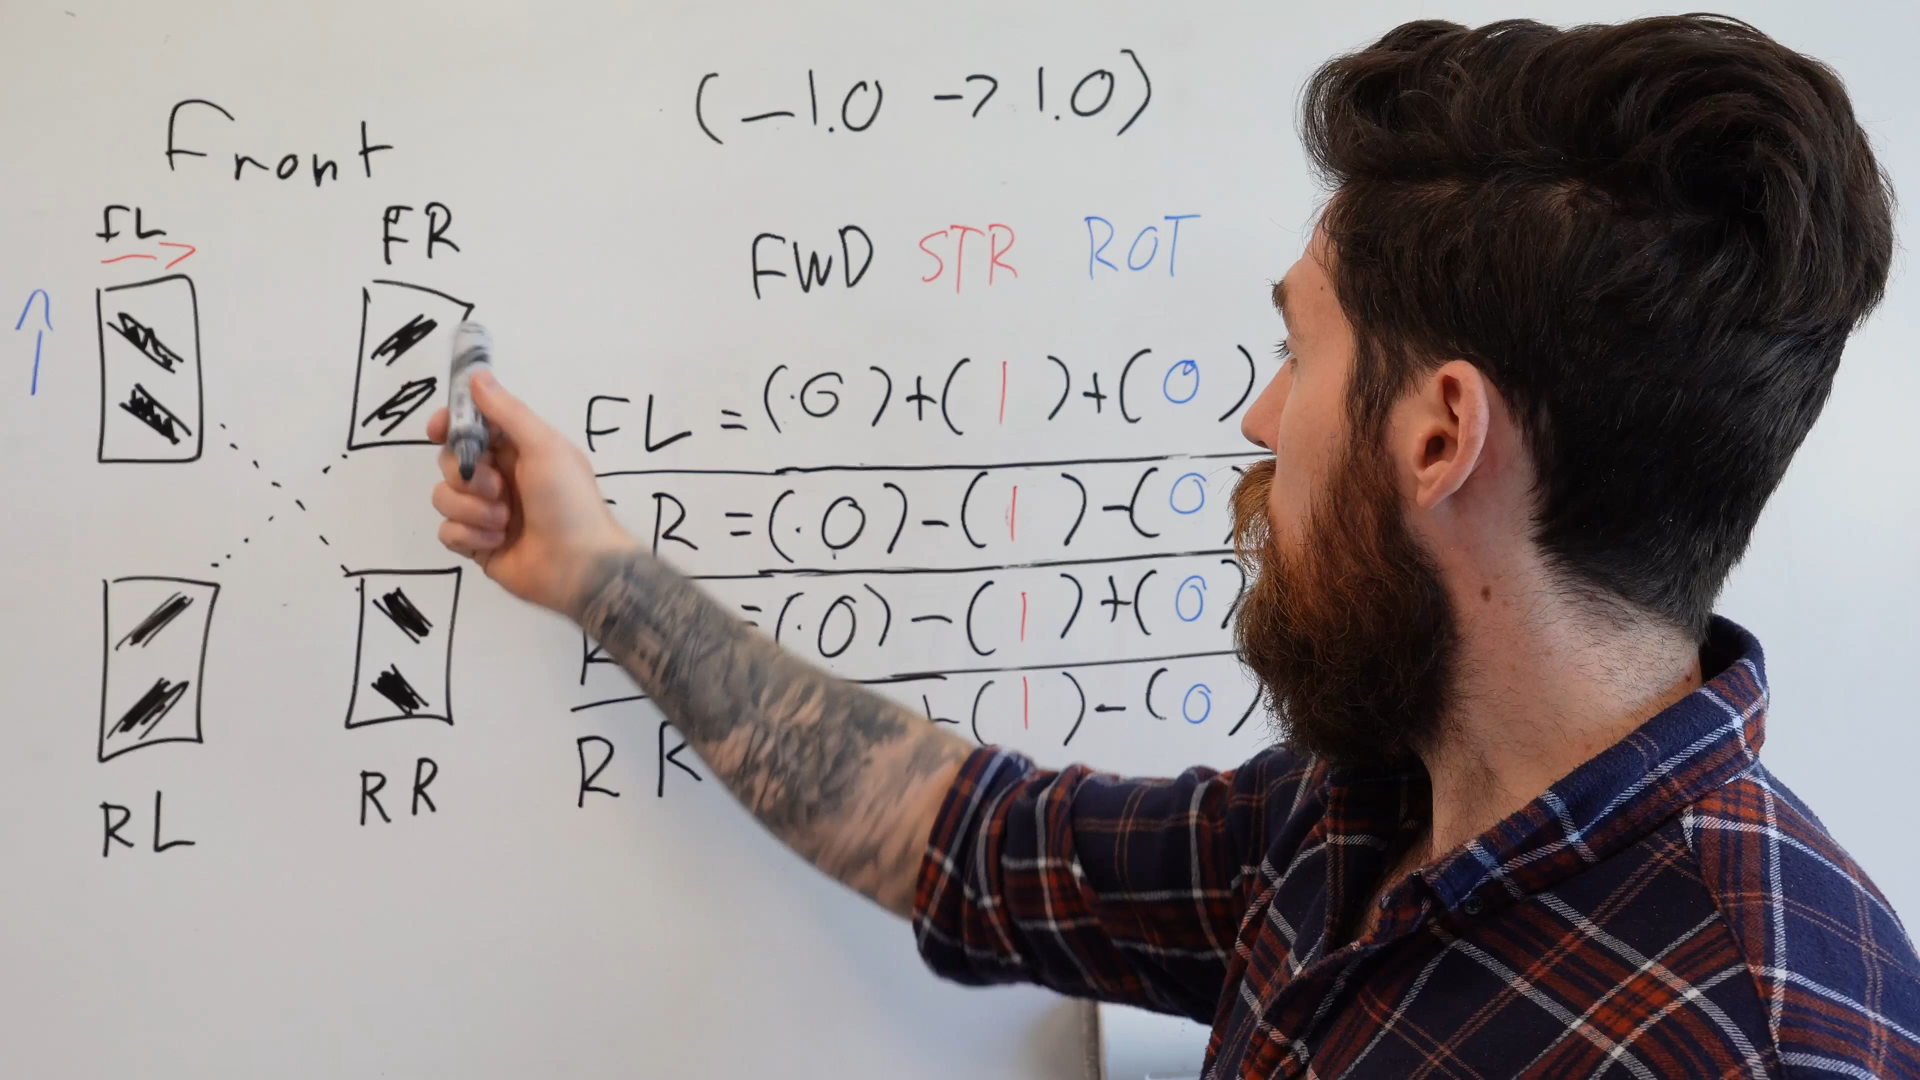 (-1.0 -> 1.0)
Front
FL FR
FWD STR ROT
FL = (.0) + (1) + (0)
R = (.0) - (1) - (0)
= (.0) - (1) + (0)
RR (1) - (0)
RL RR